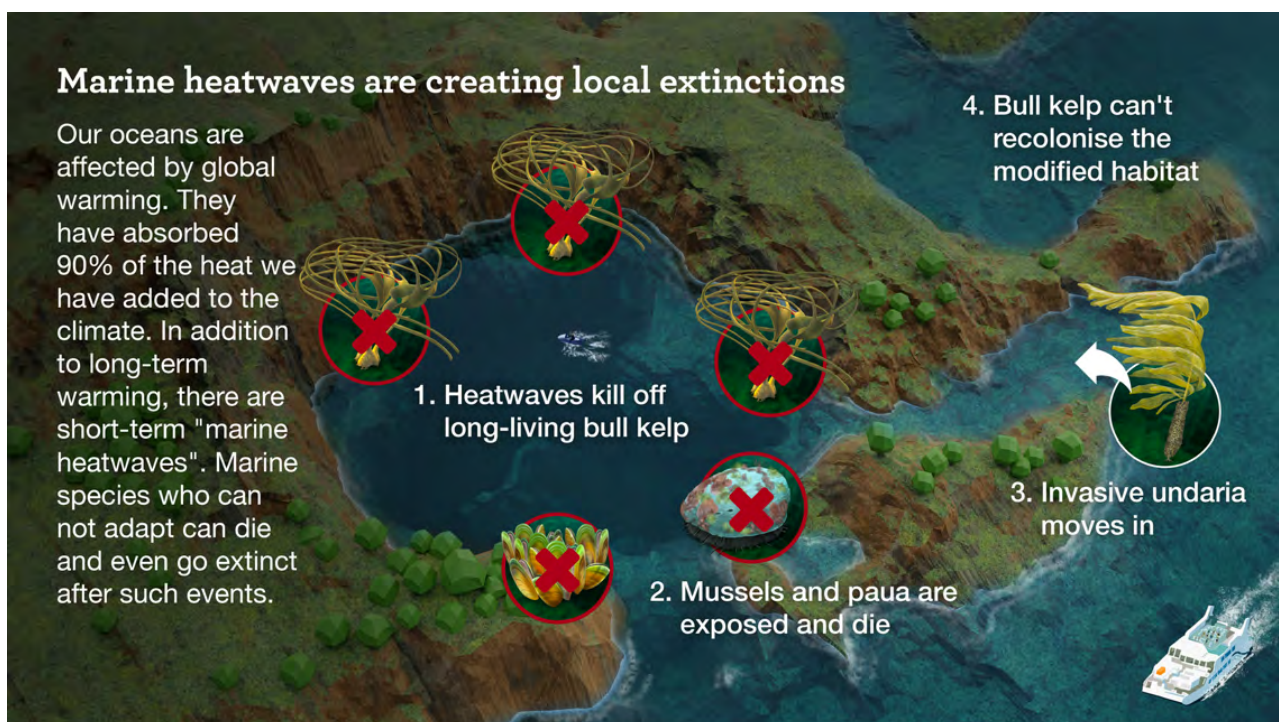 Marine heatwaves are creating local extinctions
Our oceans are
affected by global
warming. They
have absorbed
90% of the heat we
have added to the
climate. In addition
to long-term
warming, there are
short-term "marine
heatwaves". Marine
species who can
not adapt can die
and even go extinct
after such events.
1. Heatwaves kill off
long-living bull kelp
2. Mussels and paua are
exposed and die
3. Invasive undaria
moves in
4. Bull kelp can't
recolonise the
modified habitat